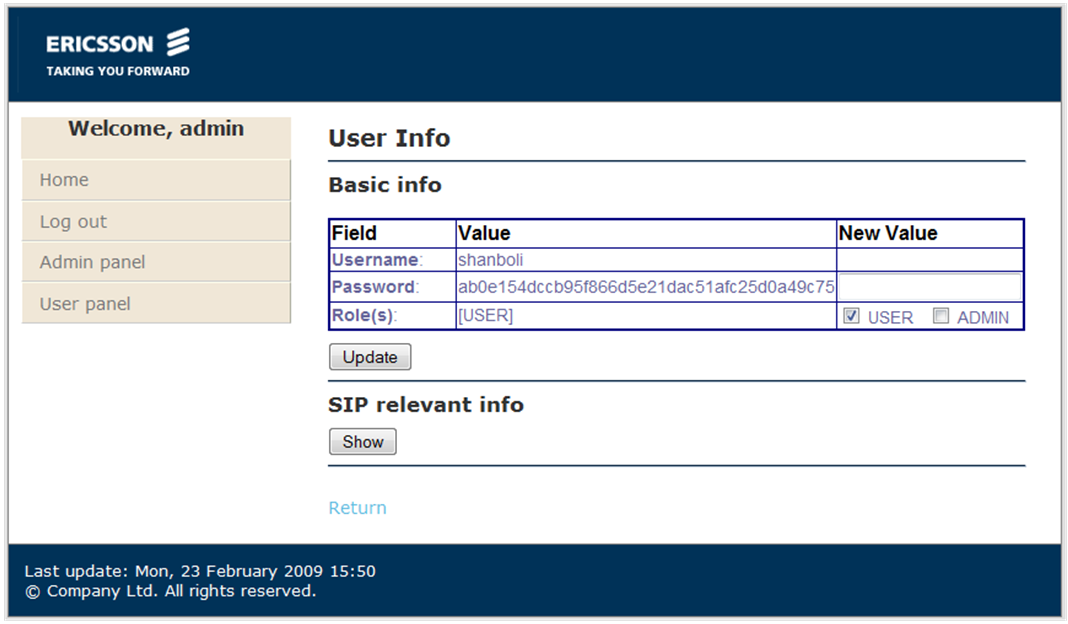 ERICSSON
TAKING YOU FORWARD
Welcome, admin
Home
Log out
Admin panel
User panel
User Info
Basic info
Field Value New Value
Username: shanboli
Password: ab0e154dccb95f866d5e21dac51afc25d0a49c75
Role(s): [USER] USER ADMIN
Update
SIP relevant info
Show
Return
Last update: Mon, 23 February 2009 15:50
© Company Ltd. All rights reserved.